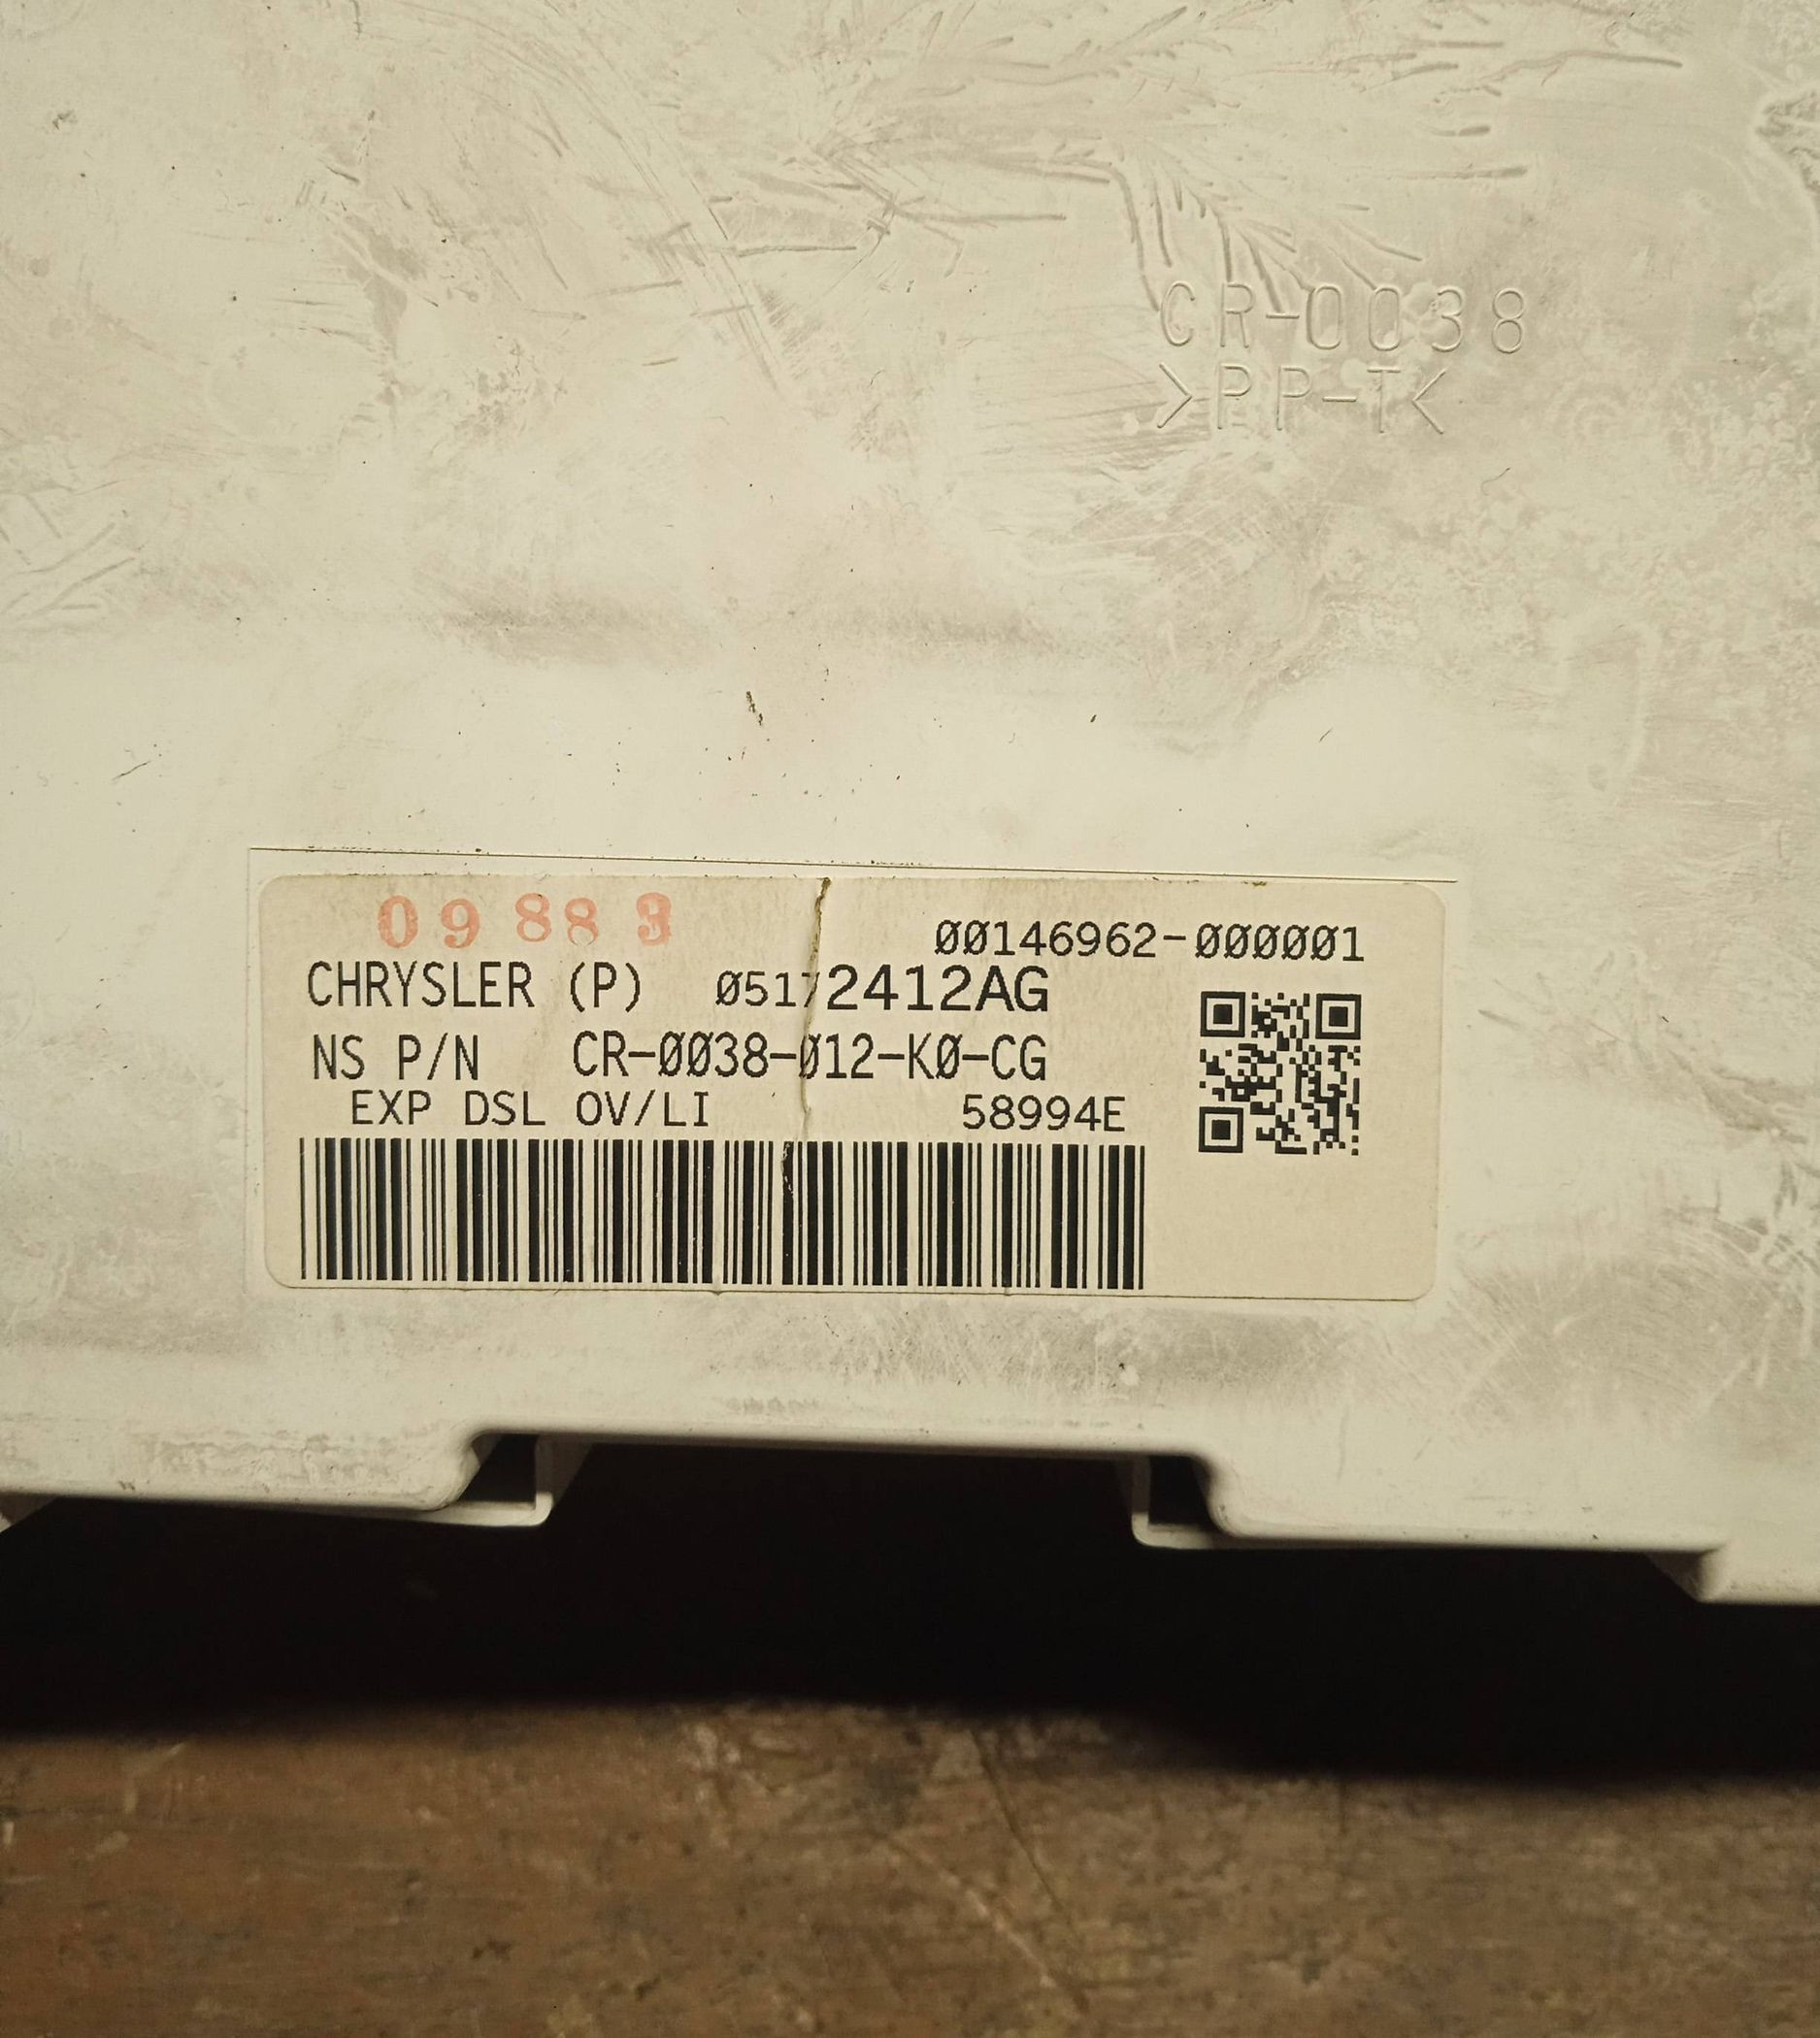 CR-0038
>PP-T<
09883
00146962-000001
CHRYSLER (P) 05172412AG
NS P/N CR-0038-012-K0-CG
EXP DSL OV/LI 58994E